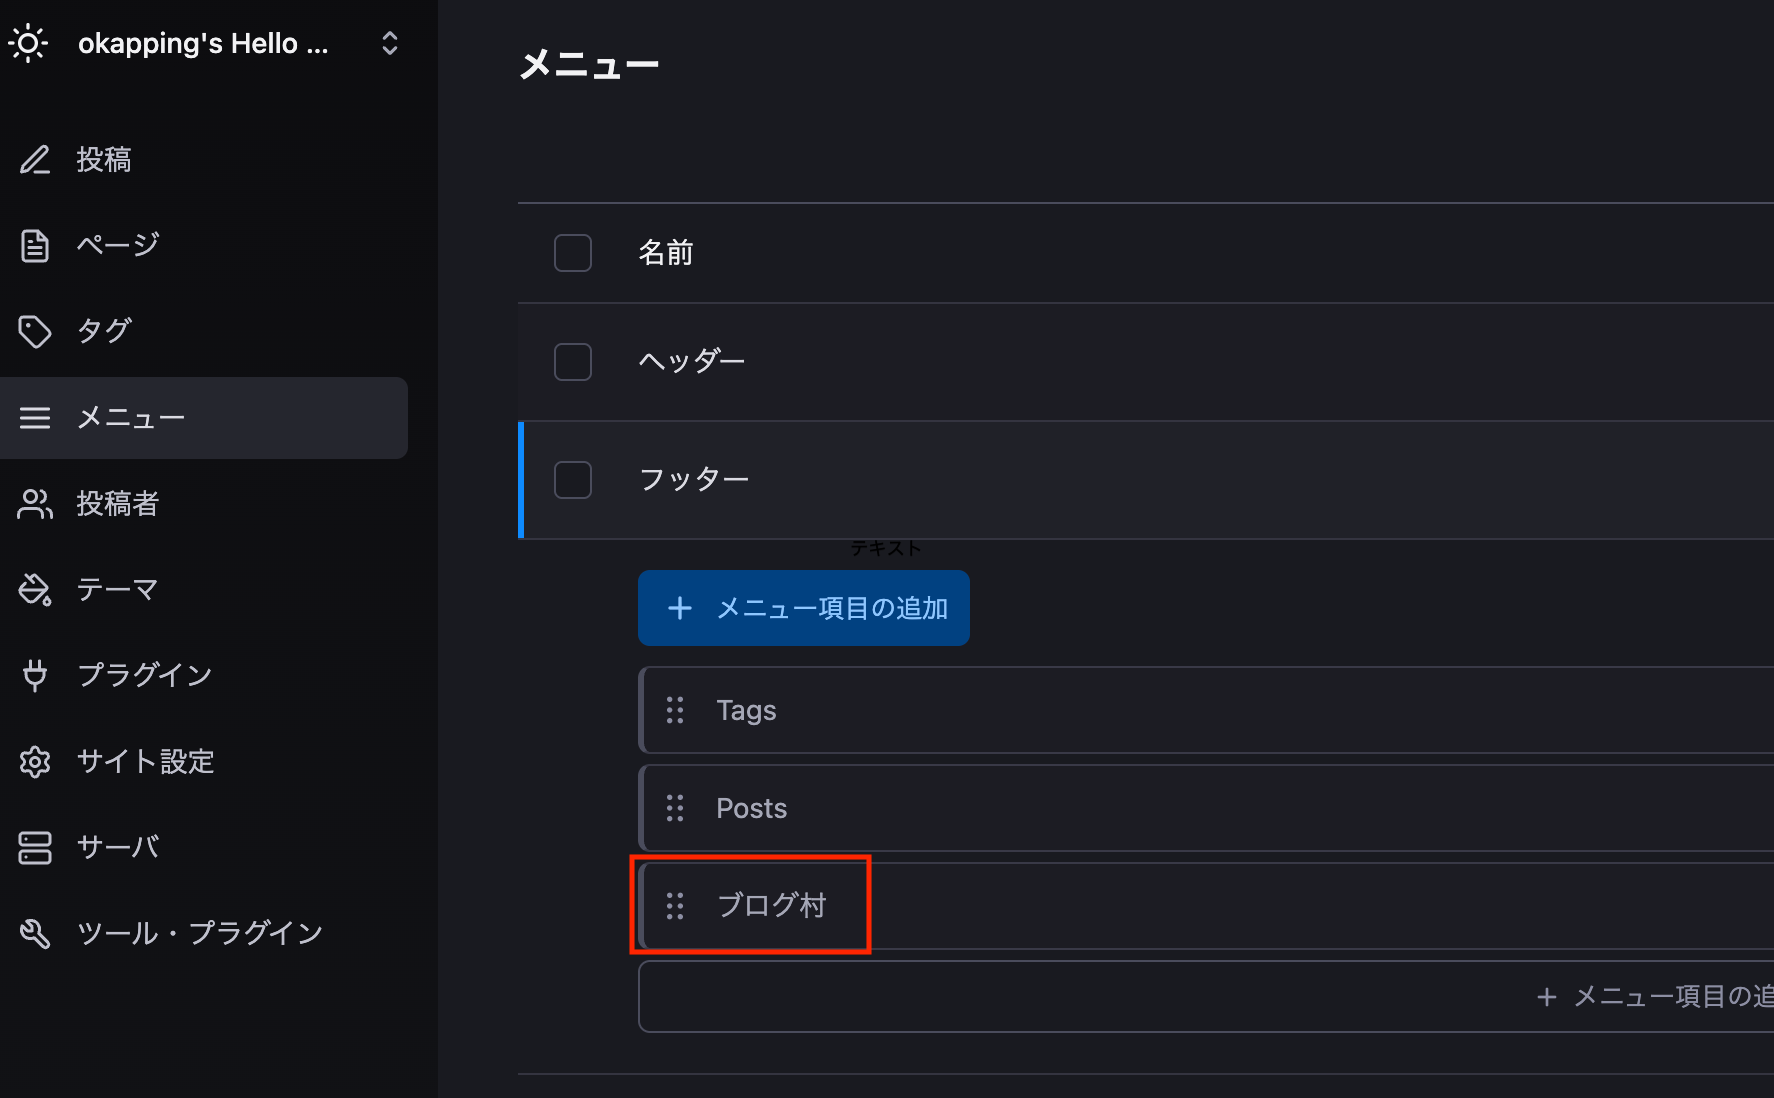 okapping's Hello ...
投稿
ページ
タグ
メニュー
投稿者
テーマ
プラグイン
サイト設定
サーバ
ツール・プラグイン
メニュー
名前
ヘッダー
フッター
テキスト
+ メニュー項目の追加
Tags
Posts
ブログ村
+ メニュー項目の追